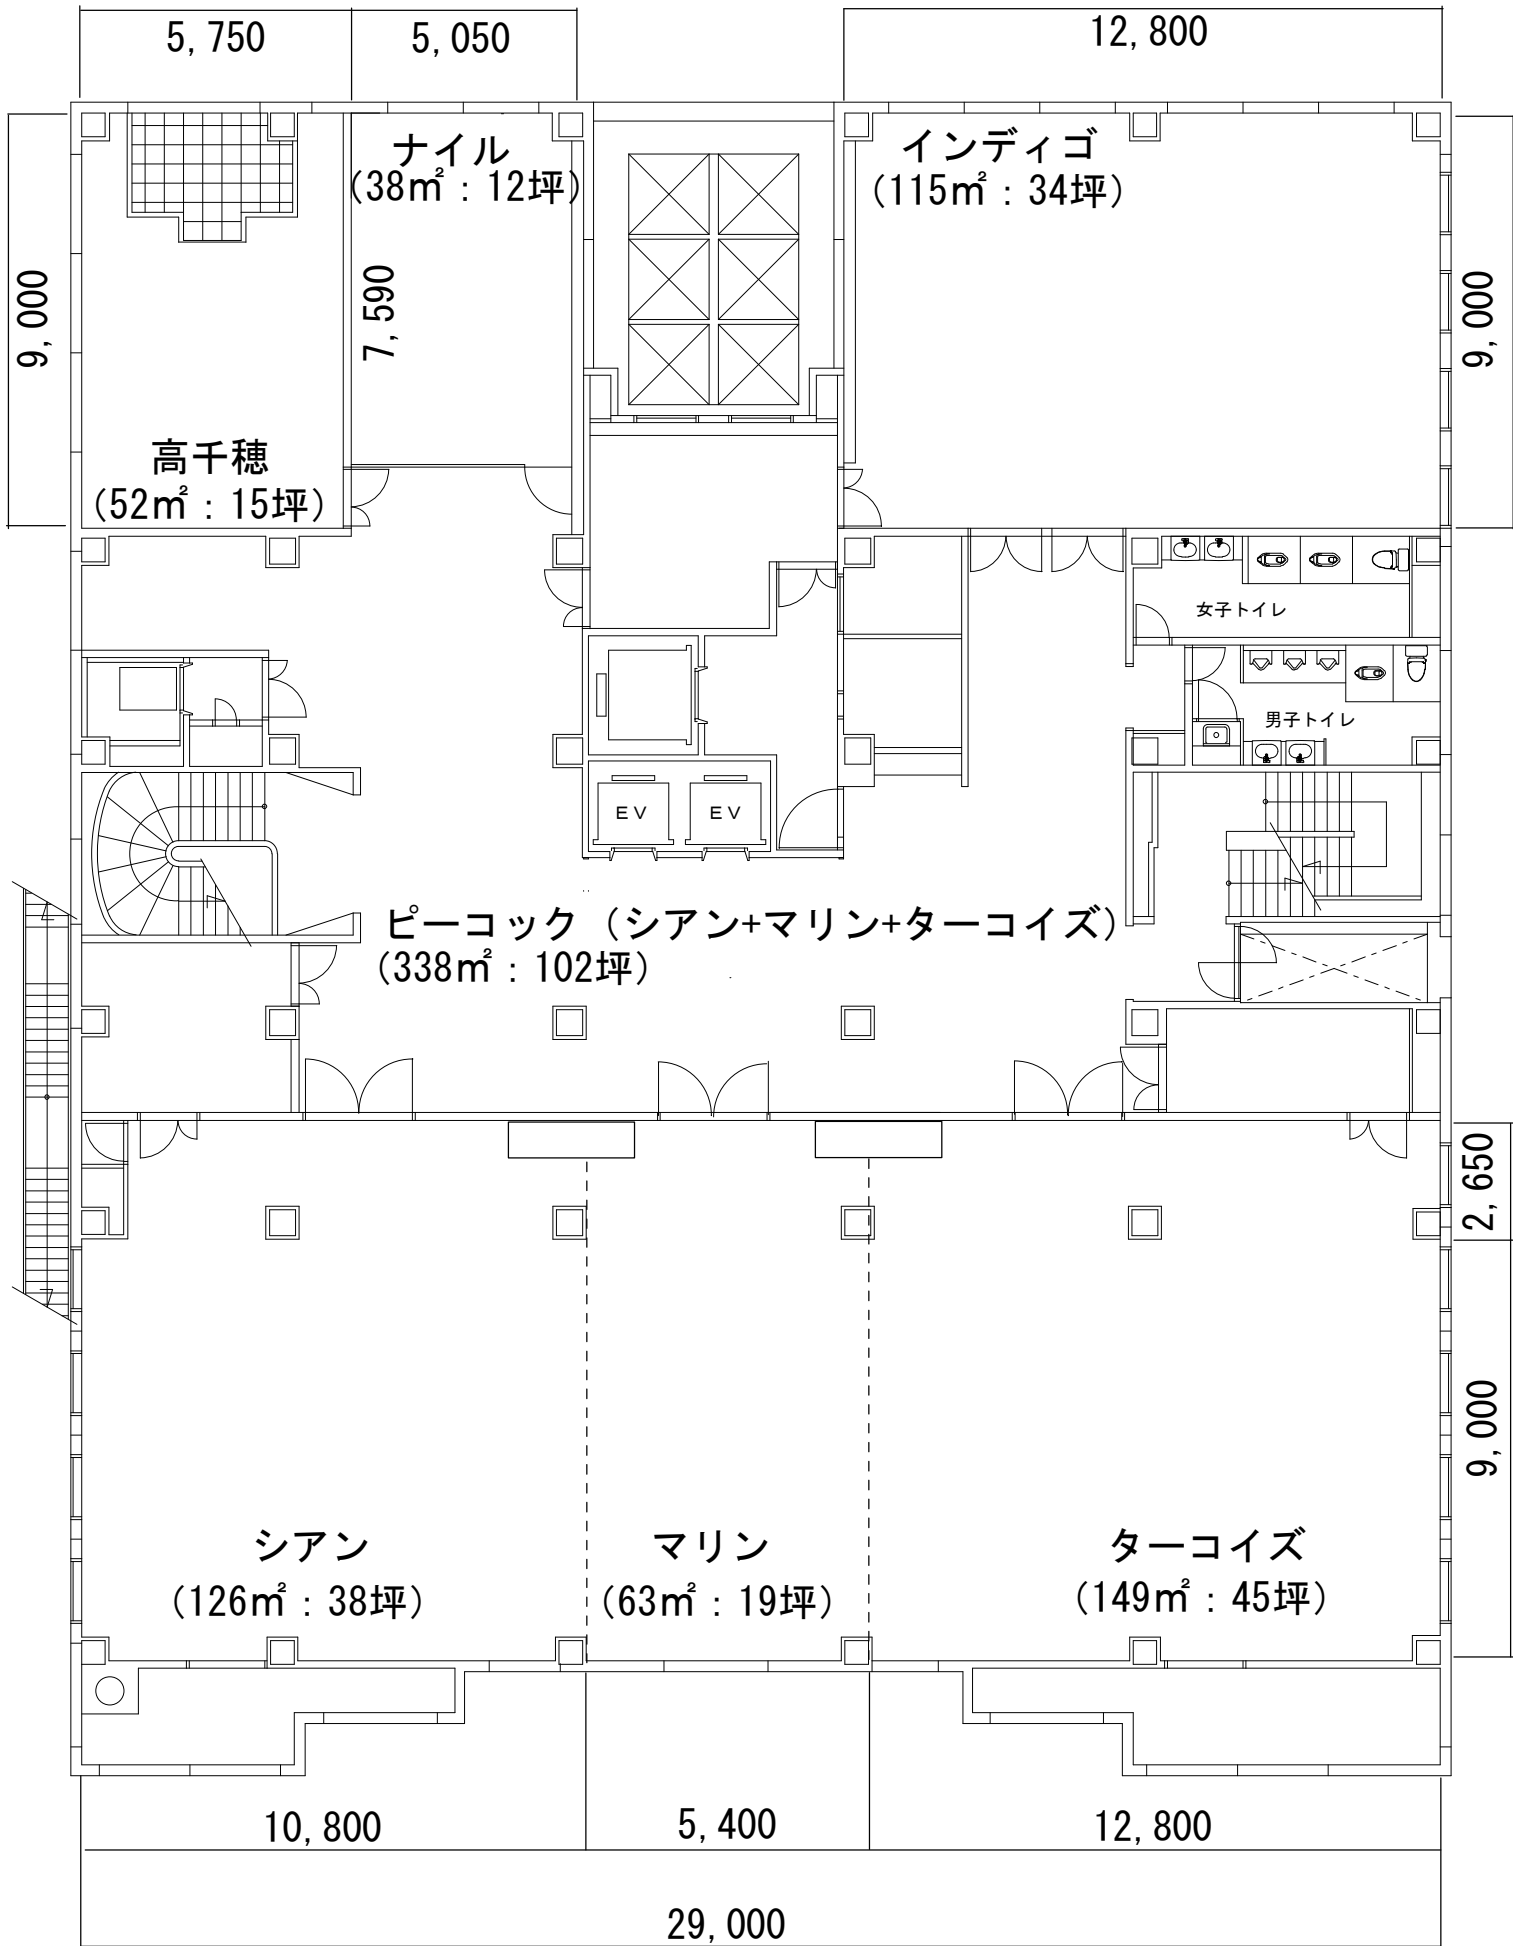 5,750
5,050
12,800
ナイル
(38㎡：12坪)
インディゴ
(115㎡：34坪)
9,000
7,590
9,000
高千穂
(52㎡：15坪)
女子トイレ
男子トイレ
EV
EV
ピーコック（シアン+マリン+ターコイズ）
(338㎡：102坪)
2,650
9,000
シアン
(126㎡：38坪)
マリン
(63㎡：19坪)
ターコイズ
(149㎡：45坪)
10,800
5,400
12,800
29,000